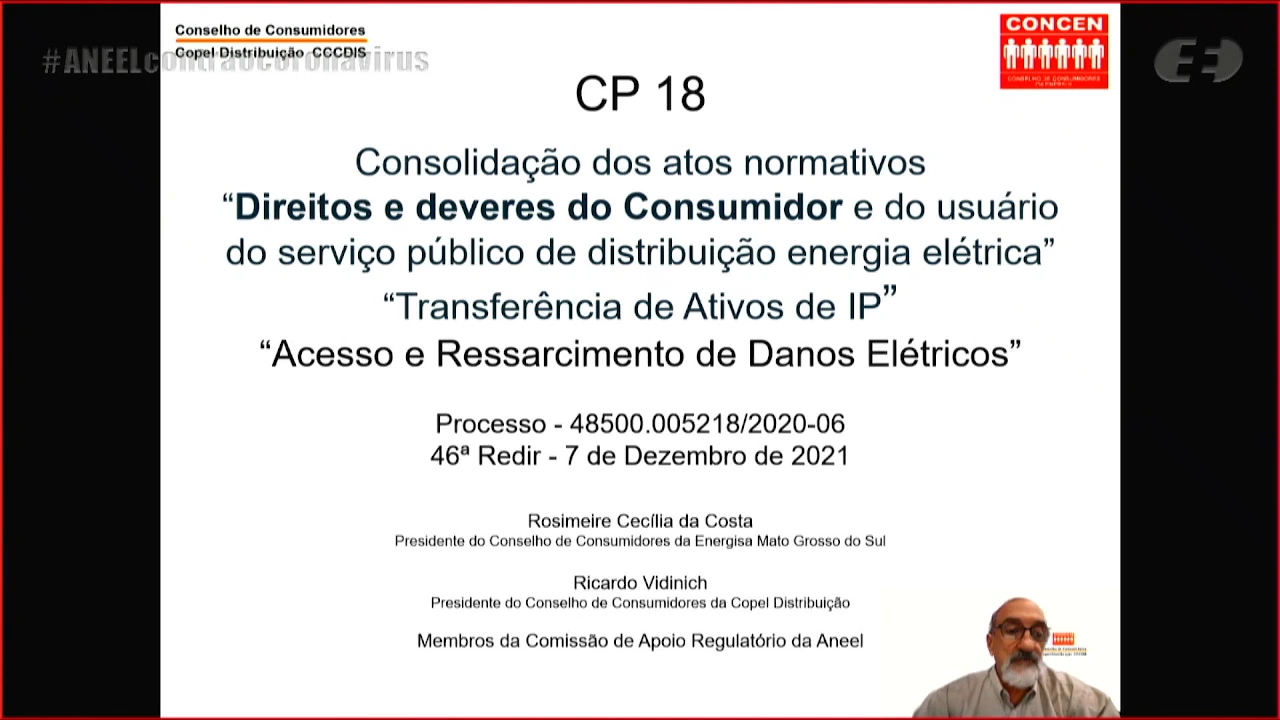 Conselho de Consumidores
Copel Distribuição CCCDIS
#ANEELcontraocoronavirus
CONCEN
CONSELHO DE CONSUMIDORES
CP 18
Consolidação dos atos normativos
“Direitos e deveres do Consumidor e do usuário
do serviço público de distribuição energia elétrica”
“Transferência de Ativos de IP”
“Acesso e Ressarcimento de Danos Elétricos”
Processo - 48500.005218/2020-06
46ª Redir - 7 de Dezembro de 2021
Rosimeire Cecília da Costa
Presidente do Conselho de Consumidores da Energisa Mato Grosso do Sul
Ricardo Vidinich
Presidente do Conselho de Consumidores da Copel Distribuição
Membros da Comissão de Apoio Regulatório da Aneel